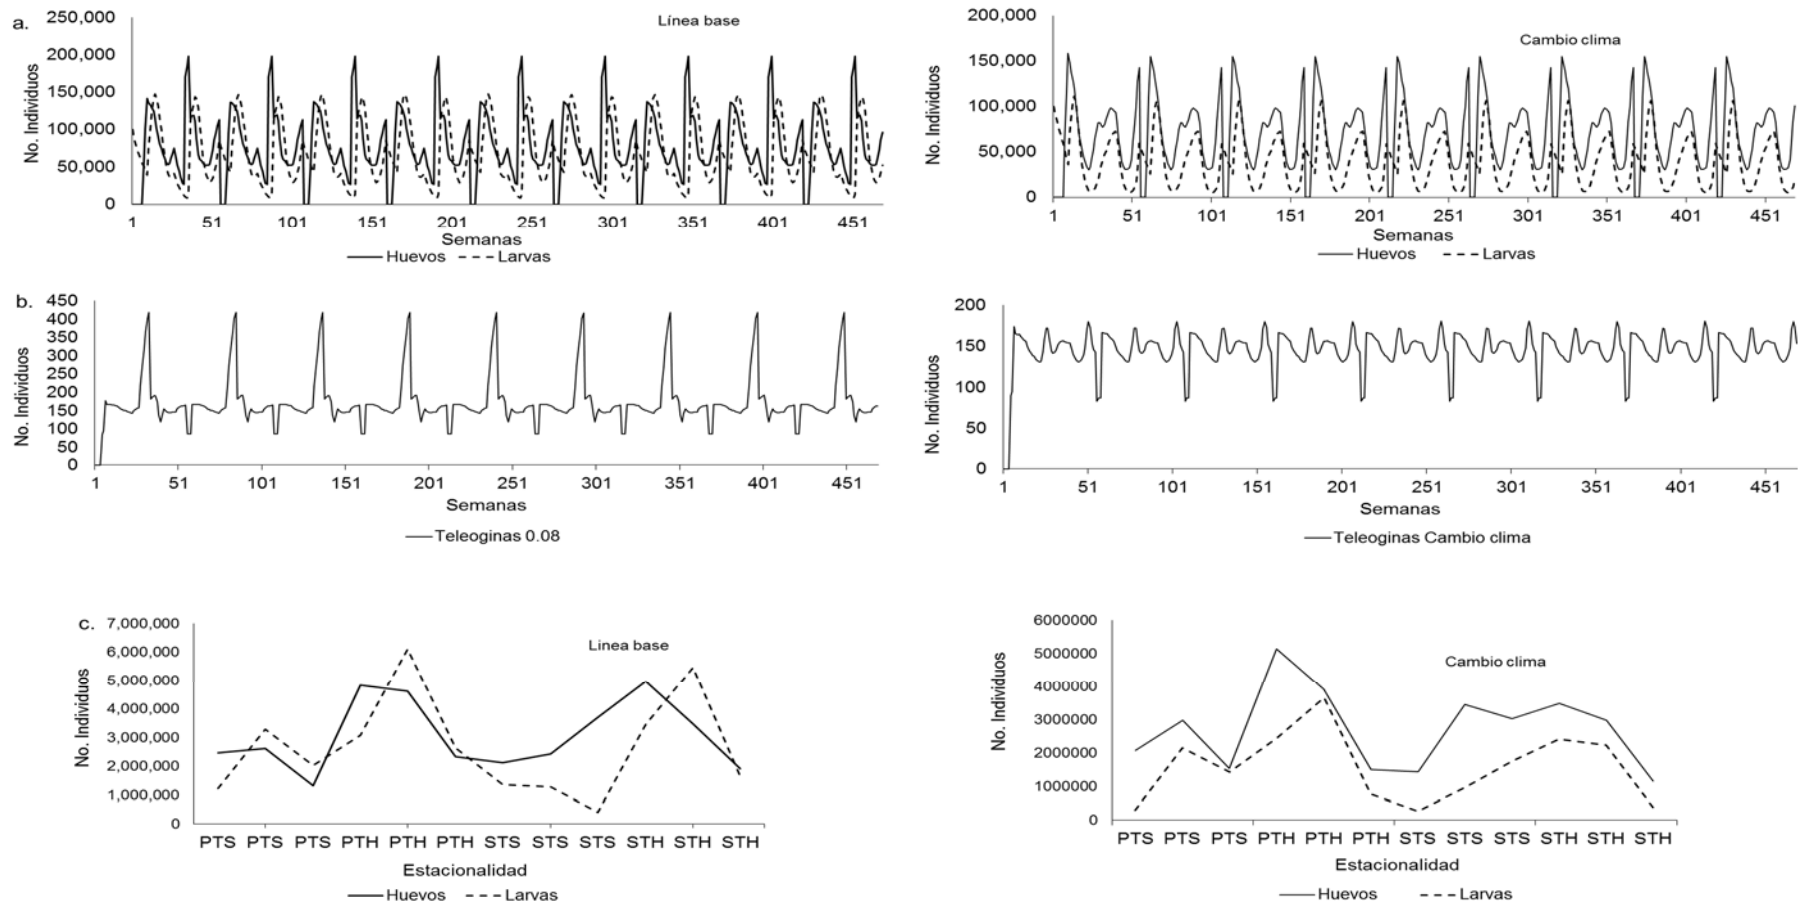 a.
250,000
200,000
150,000
100,000
50,000
0
No. Individuos
Línea base
1 51 101 151 201 251 301 351 401 451
Semanas
Huevos Larvas
200,000
150,000
100,000
50,000
0
No. Individuos
Cambio clima
1 51 101 151 201 251 301 351 401 451
Semanas
Huevos Larvas
b.
450
400
350
300
250
200
150
100
50
0
No. Individuos
1 51 101 151 201 251 301 351 401 451
Semanas
Teleoginas 0.08
200
150
100
50
0
No. Individuos
1 51 101 151 201 251 301 351 401 451
Semanas
Teleoginas Cambio clima
c.
7,000,000
6,000,000
5,000,000
4,000,000
3,000,000
2,000,000
1,000,000
0
No. Individuos
Linea base
PTS PTS PTS PTH PTH PTH STS STS STS STH STH STH
Estacionalidad
Huevos Larvas
6000000
5000000
4000000
3000000
2000000
1000000
0
No. Individuos
Cambio clima
PTS PTS PTS PTH PTH PTH STS STS STS STH STH STH
Estacionalidad
Huevos Larvas